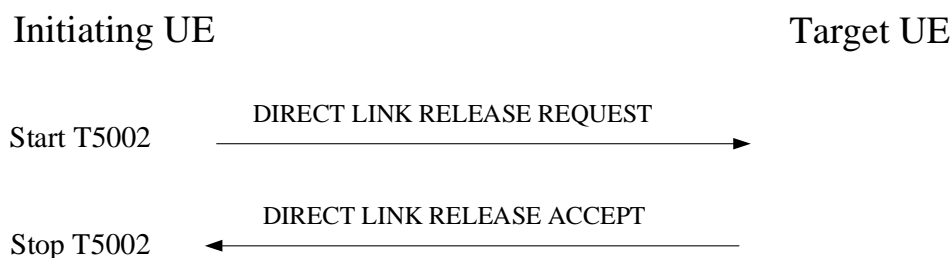 Initiating UE
Target UE
DIRECT LINK RELEASE REQUEST
Start T5002
DIRECT LINK RELEASE ACCEPT
Stop T5002